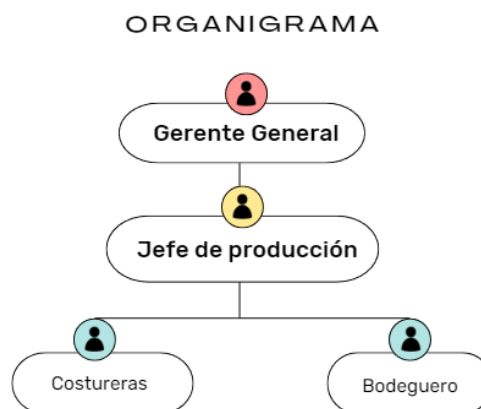 ORGANIGRAMA
Gerente General
Jefe de producción
Costureras
Bodeguero